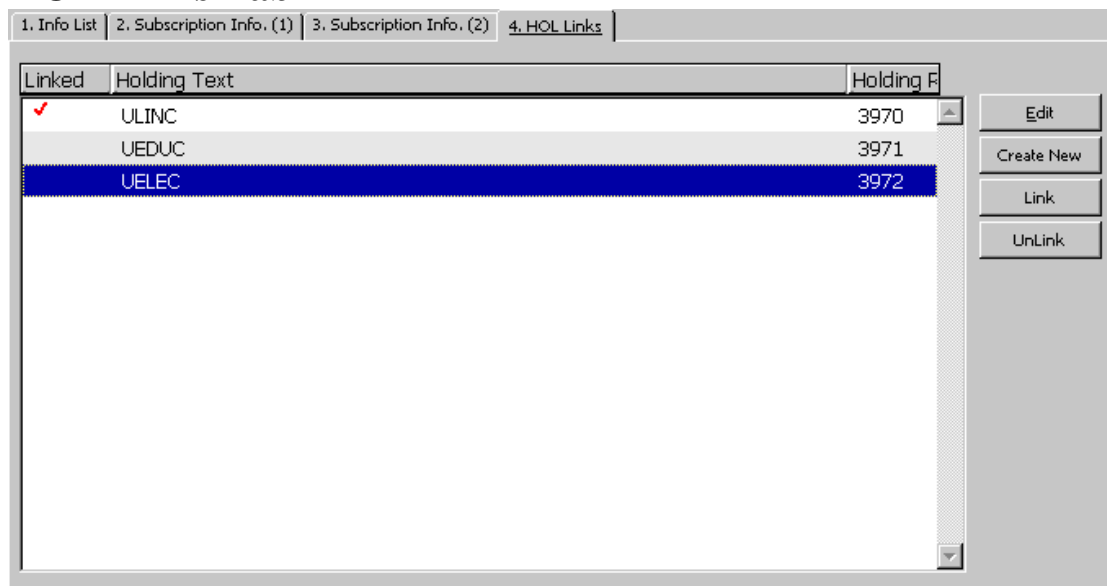 1. Info List 2. Subscription Info. (1) 3. Subscription Info. (2) 4. HOL Links
Linked Holding Text Holding R
ULINC 3970
UEDUC 3971
UELEC 3972
Edit
Create New
Link
UnLink